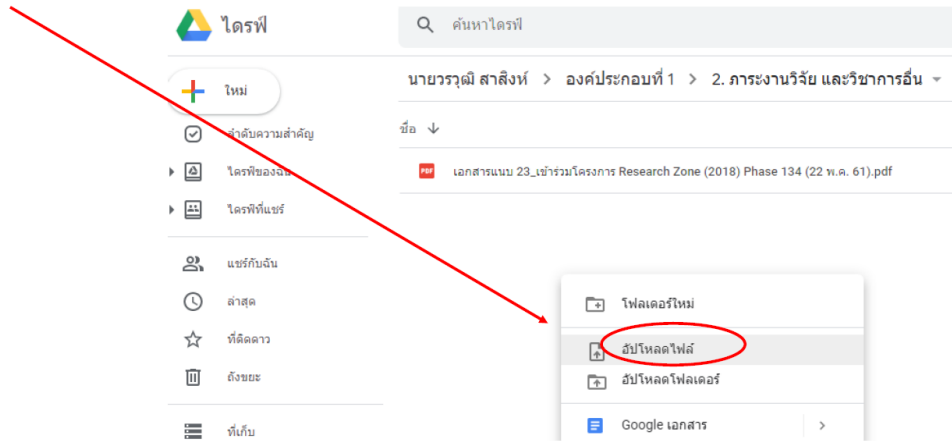 ไดรฟ์
ค้นหาไดรฟ์
ใหม่
นายวรวุฒิ สาสิงห์ > องค์ประกอบที่ 1 > 2. ภาระงานวิจัย และวิชาการอื่น
ลำดับความสำคัญ
ชื่อ
ไดรฟ์ของฉัน
PDF เอกสารแนบ 23_เข้าร่วมโครงการ Research Zone (2018) Phase 134 (22 พ.ค. 61).pdf
ไดรฟ์ที่แชร์
แชร์กับฉัน
ล่าสุด
ที่ติดดาว
ถังขยะ
ที่เก็บ
โฟลเดอร์ใหม่
อัปโหลดไฟล์
อัปโหลดโฟลเดอร์
Google เอกสาร